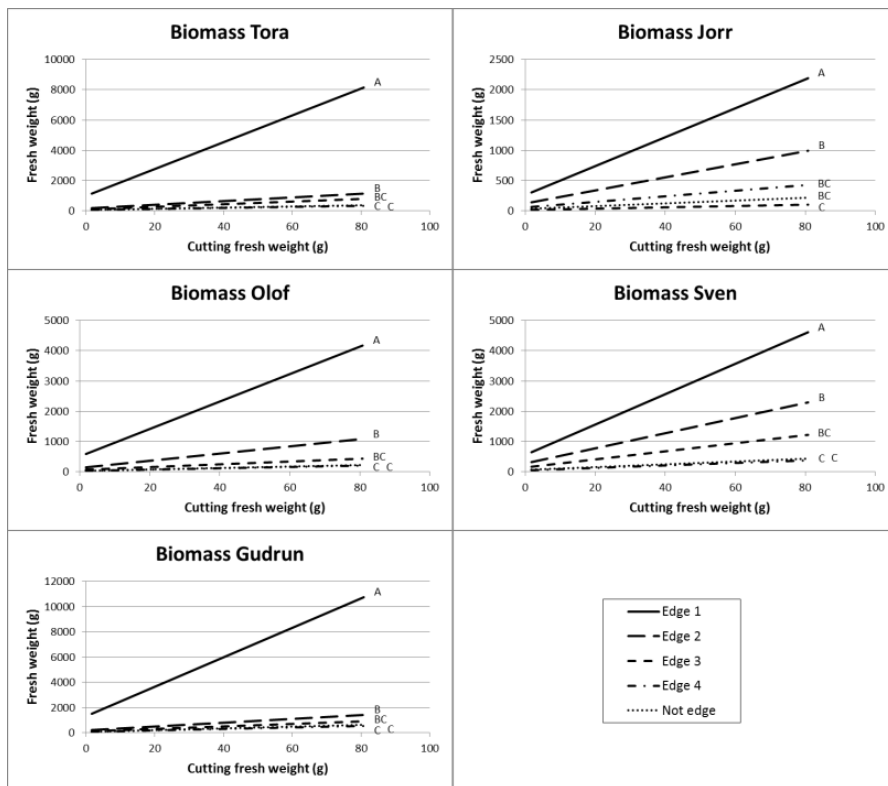 Biomass Tora
Fresh weight (g)
10000
8000
6000
4000
2000
0
0 20 40 60 80 100
Cutting fresh weight (g)
A
B
BC
C C
Biomass Jorr
Fresh weight (g)
2500
2000
1500
1000
500
0
0 20 40 60 80 100
Cutting fresh weight (g)
A
B
BC
BC
C
Biomass Olof
Fresh weight (g)
5000
4000
3000
2000
1000
0
0 20 40 60 80 100
Cutting fresh weight (g)
A
B
BC
C C
Biomass Sven
Fresh weight (g)
5000
4000
3000
2000
1000
0
0 20 40 60 80 100
Cutting fresh weight (g)
A
B
BC
C C
Biomass Gudrun
Fresh weight (g)
12000
10000
8000
6000
4000
2000
0
0 20 40 60 80 100
Cutting fresh weight (g)
A
B
BC
C C
Edge 1
Edge 2
Edge 3
Edge 4
Not edge